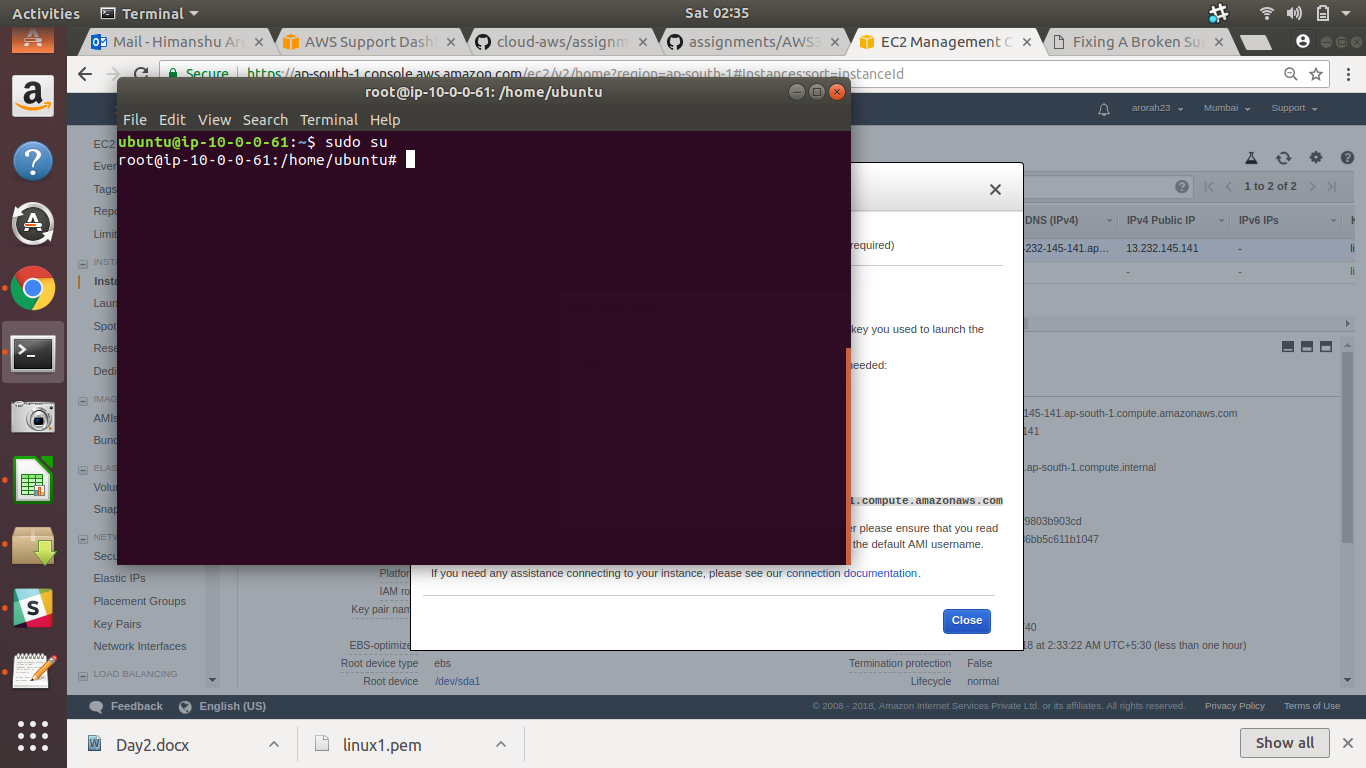 Activities Terminal Sat 02:35
Mail - Himanshu Aro AWS Support Dash cloud-aws/assignm assignments/AWS3 EC2 Management C Fixing A Broken Su
Secure https://ap-south-1.console.aws.amazon.com/ec2/v2/home?region=ap-south-1#Instances:sort=instanceId
root@ip-10-0-0-61: /home/ubuntu
arorah23 Mumbai Support
File Edit View Search Terminal Help
ubuntu@ip-10-0-0-61:~$ sudo su
root@ip-10-0-0-61:/home/ubuntu#
EC2
Even
Tags
Repo
Limit
INSTA
Insta
Laun
Spot
Rese
Dedi
IMAG
AMIs
Bund
ELAS
Volu
Snap
NETW
Secu
Elastic IPs
Placement Groups
Key Pairs
Network Interfaces
LOAD BALANCING
1 to 2 of 2
DNS (IPv4) IPv4 Public IP IPv6 IPs K
-232-145-141.ap... 13.232.145.141 - li
- - li
required)
key you used to launch the
needed:
145-141.ap-south-1.compute.amazonaws.com
141
.ap-south-1.compute.internal
1.compute.amazonaws.com
9803b903cd
er please ensure that you read
the default AMI username.
6bb5c611b1047
If you need any assistance connecting to your instance, please see our connection documentation.
Platfor
IAM ro
Key pair nam
Close
40
EBS-optimize
18 at 2:33:22 AM UTC+5:30 (less than one hour)
Root device type ebs Termination protection False
Root device /dev/sda1 Lifecycle normal
Feedback English (US) © 2008 - 2018, Amazon Internet Services Private Ltd. or its affiliates. All rights reserved. Privacy Policy Terms of Use
Day2.docx linux1.pem Show all